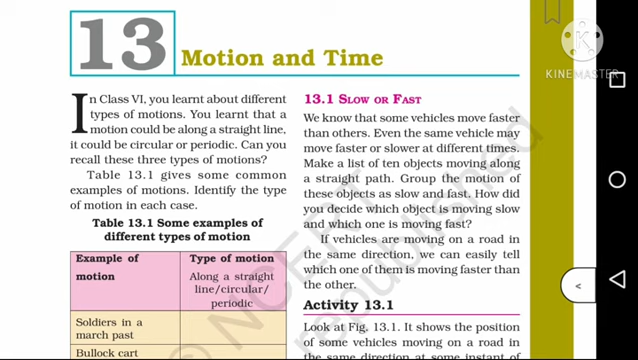 13
Motion and Time
In Class VI, you learnt about different
types of motions. You learnt that a
motion could be along a straight line,
it could be circular or periodic. Can you
recall these three types of motions?
Table 13.1 gives some common
examples of motions. Identify the type
of motion in each case.
Table 13.1 Some examples of
different types of motion
Example of
motion
Type of motion
Along a straight
line/circular/
periodic
Soldiers in a
march past
Bullock cart
13.1 SLOW OR FAST
We know that some vehicles move faster
than others. Even the same vehicle may
move faster or slower at different times.
Make a list of ten objects moving along
a straight path. Group the motion of
these objects as slow and fast. How did
you decide which object is moving slow
and which one is moving fast?
If vehicles are moving on a road in
the same direction, we can easily tell
which one of them is moving faster than
the other.
Activity 13.1
Look at Fig. 13.1. It shows the position
of some vehicles moving on a road in
the same direction at some instant of
© NCERT
republished
KINEMASTER